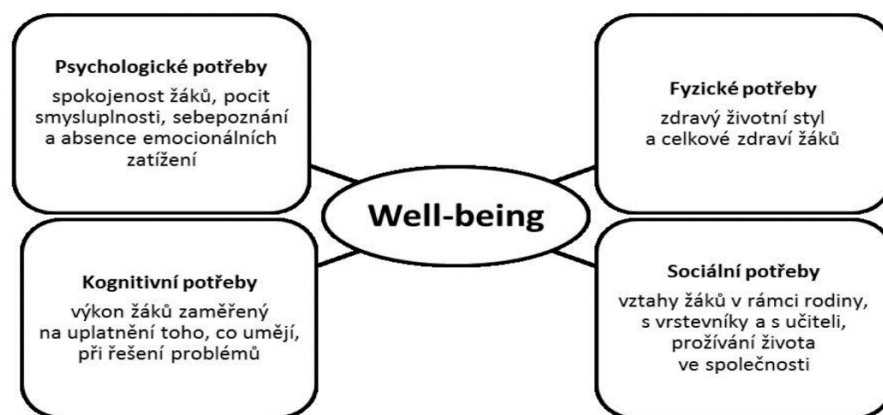 Psychologické potřeby
spokojenost žáků, pocit
smysluplnosti, sebepoznání
a absence emocionálních
zatížení
Fyzické potřeby
zdravý životní styl
a celkové zdraví žáků
Well-being
Kognitivní potřeby
výkon žáků zaměřený
na uplatnění toho, co umějí,
při řešení problémů
Sociální potřeby
vztahy žáků v rámci rodiny,
s vrstevníky a s učiteli,
prožívání života
ve společnosti